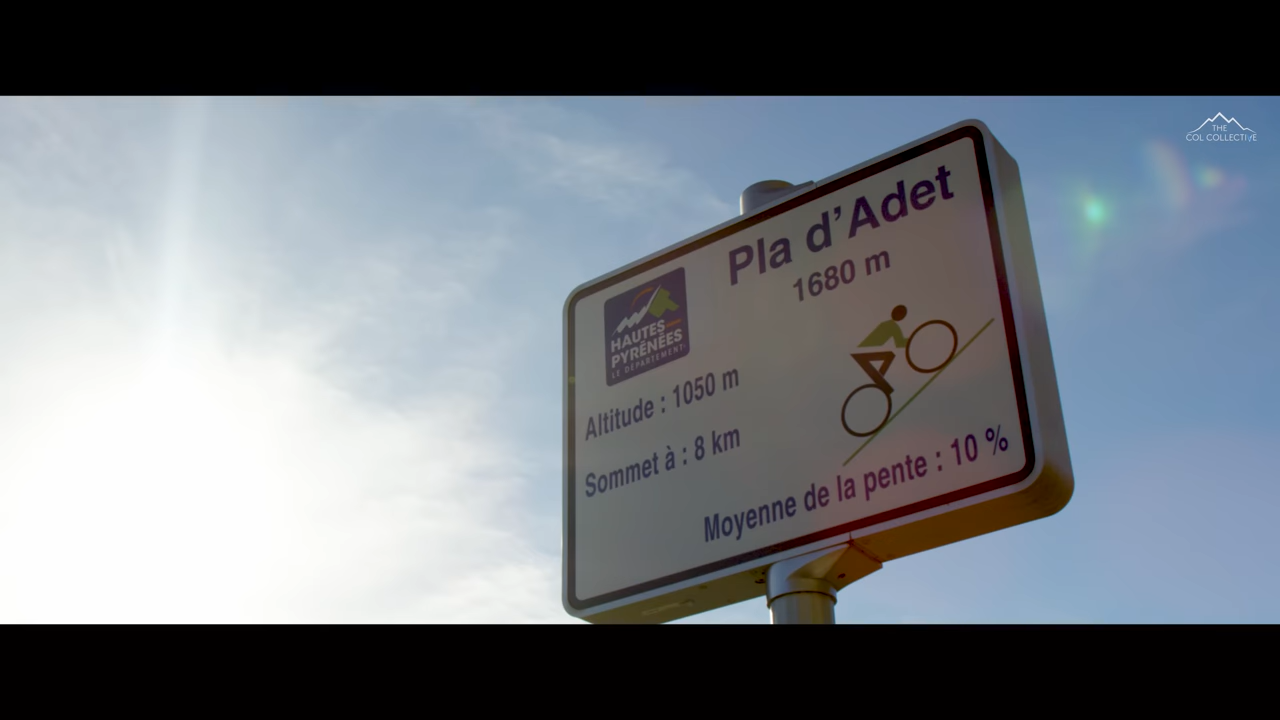 THE
COL COLLECTIVE
Pla d'Adet
1680 m
HAUTES
PYRÉNÉES
LE DÉPARTEMENT
Altitude : 1050 m
Sommet à : 8 km
Moyenne de la pente : 10 %